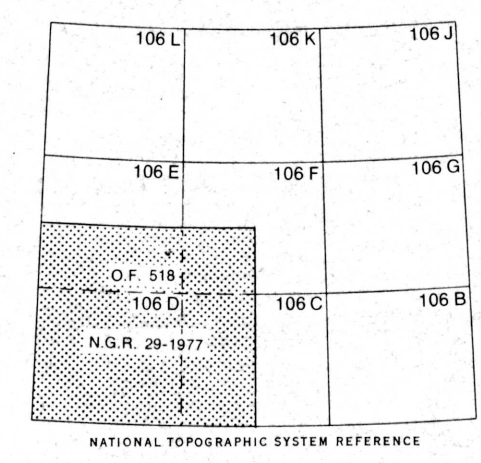 106 L 106 K 106 J
106 E 106 F 106 G
O.F. 518
106 D 106 C 106 B
N.G.R. 29-1977
NATIONAL TOPOGRAPHIC SYSTEM REFERENCE